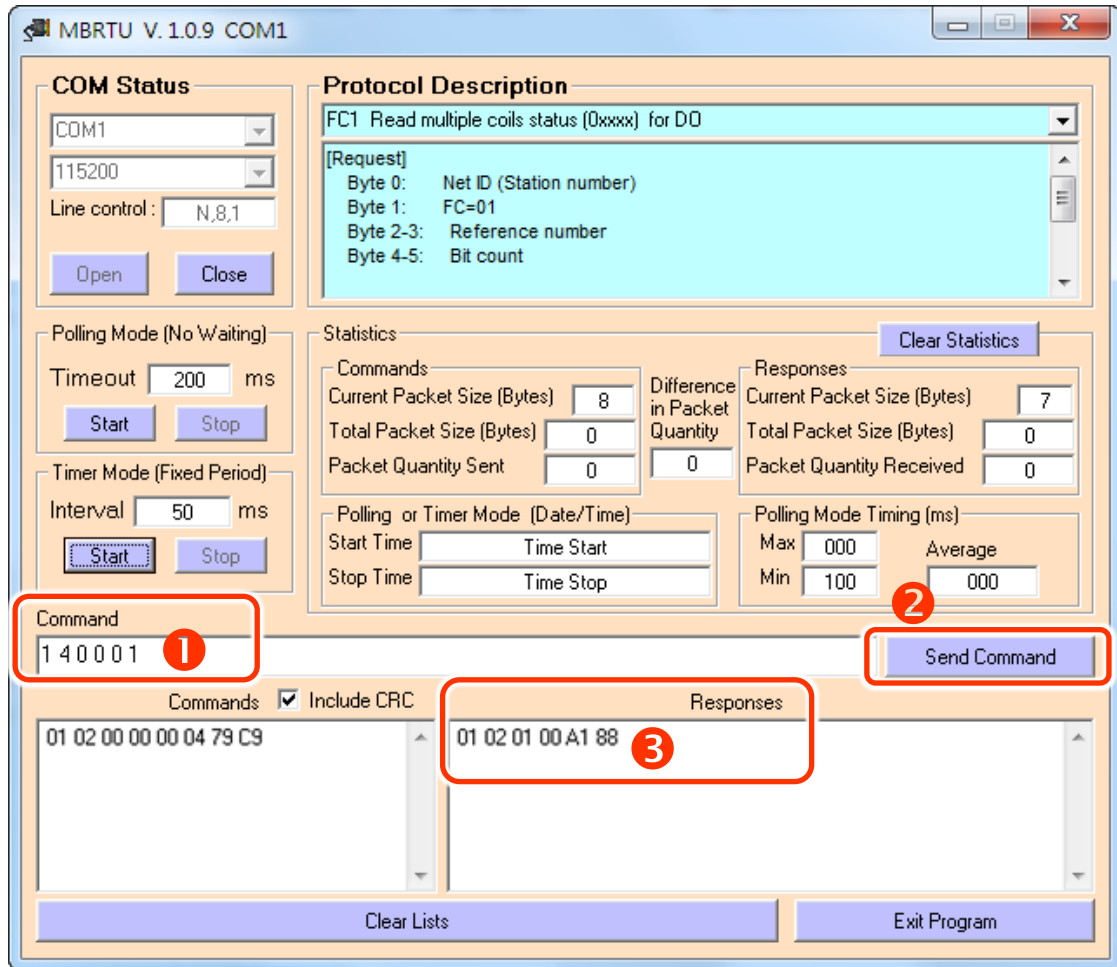 MBRTU V. 1.0.9 COM1
COM Status
COM1
115200
Line control : N,8,1
Open Close
Protocol Description
FC1 Read multiple coils status (0xxxx) for DO
[Request]
Byte 0: Net ID (Station number)
Byte 1: FC=01
Byte 2-3: Reference number
Byte 4-5: Bit count
Polling Mode (No Waiting)
Timeout 200 ms
Start Stop
Timer Mode (Fixed Period)
Interval 50 ms
Start Stop
Statistics
Clear Statistics
Commands
Current Packet Size (Bytes) 8
Total Packet Size (Bytes) 0
Packet Quantity Sent 0
Difference
in Packet
Quantity
0
Responses
Current Packet Size (Bytes) 7
Total Packet Size (Bytes) 0
Packet Quantity Received 0
Polling or Timer Mode (Date/Time)
Start Time Time Start
Stop Time Time Stop
Polling Mode Timing (ms)
Max 000 Average
Min 100 000
Command
1 4 0 0 0 1 ❶
❷
Send Command
Commands Include CRC
01 02 00 00 00 04 79 C9
Responses
01 02 01 00 A1 88 ❸
Clear Lists
Exit Program